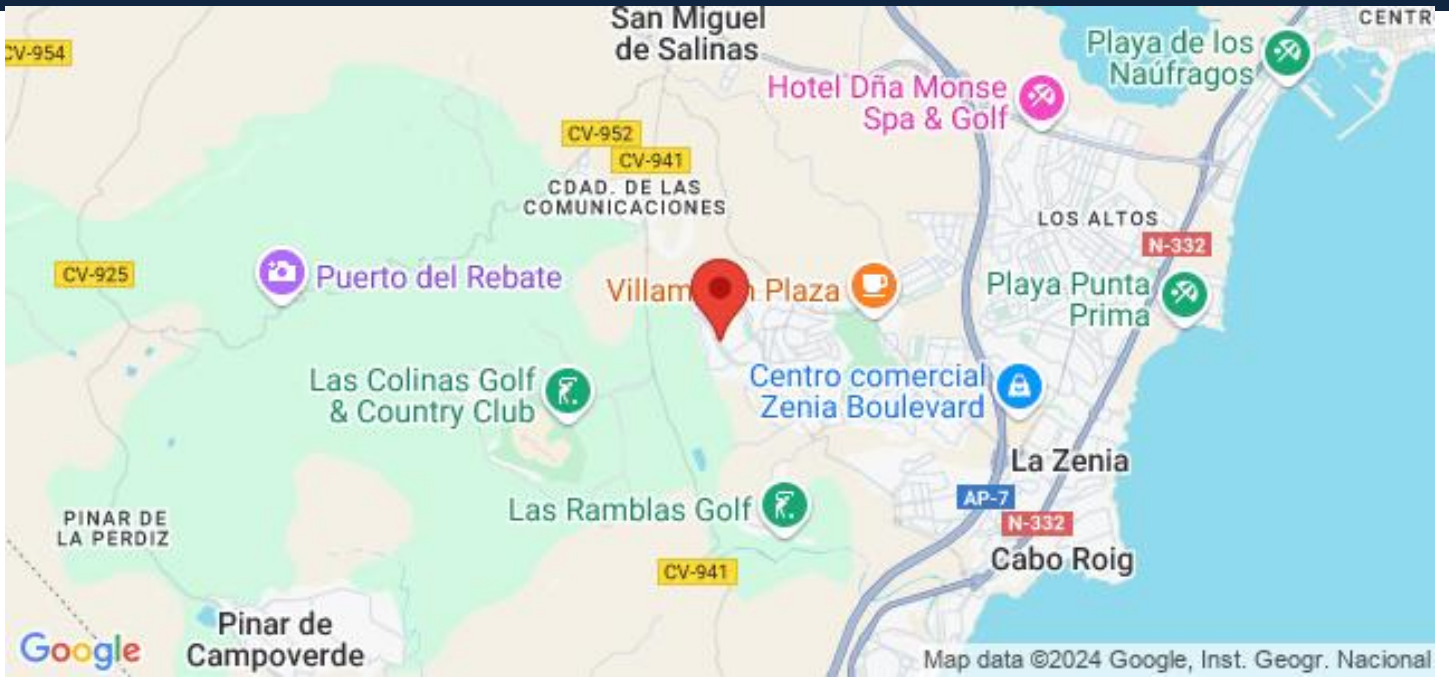 San Miguel
de Salinas
CENTR
CV-954
Playa de los
Naúfragos
Hotel Dña Monse
Spa & Golf
CV-952
CV-941
CDAD. DE LAS
COMUNICACIONES
LOS ALTOS
N-332
CV-925
Puerto del Rebate
Villam n Plaza
Playa Punta
Prima
Las Colinas Golf
& Country Club
Centro comercial
Zenia Boulevard
La Zenia
AP-7
N-332
Las Ramblas Golf
PINAR DE
LA PERDIZ
Cabo Roig
CV-941
Pinar de
Campoverde
Google
Map data ©2024 Google, Inst. Geogr. Nacional